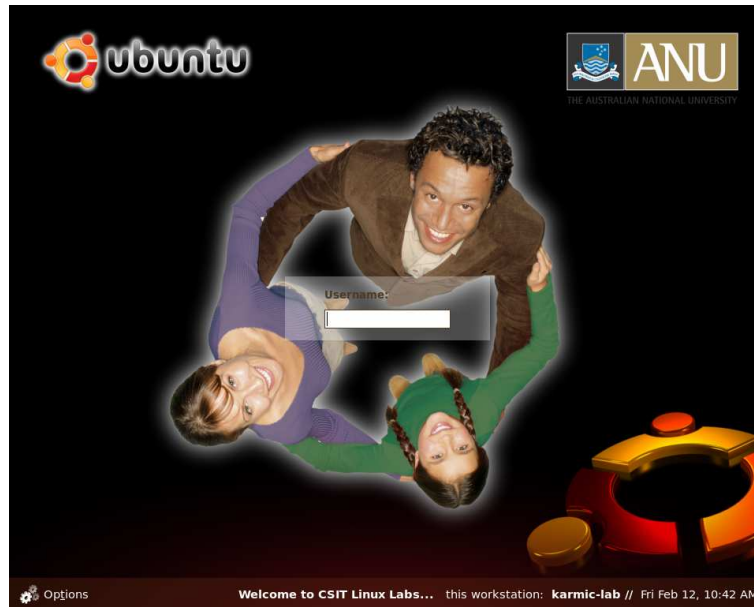 ubuntu
ANU
THE AUSTRALIAN NATIONAL UNIVERSITY
Username:
Options
Welcome to CSIT Linux Labs... this workstation: karmic-lab // Fri Feb 12, 10:42 AM